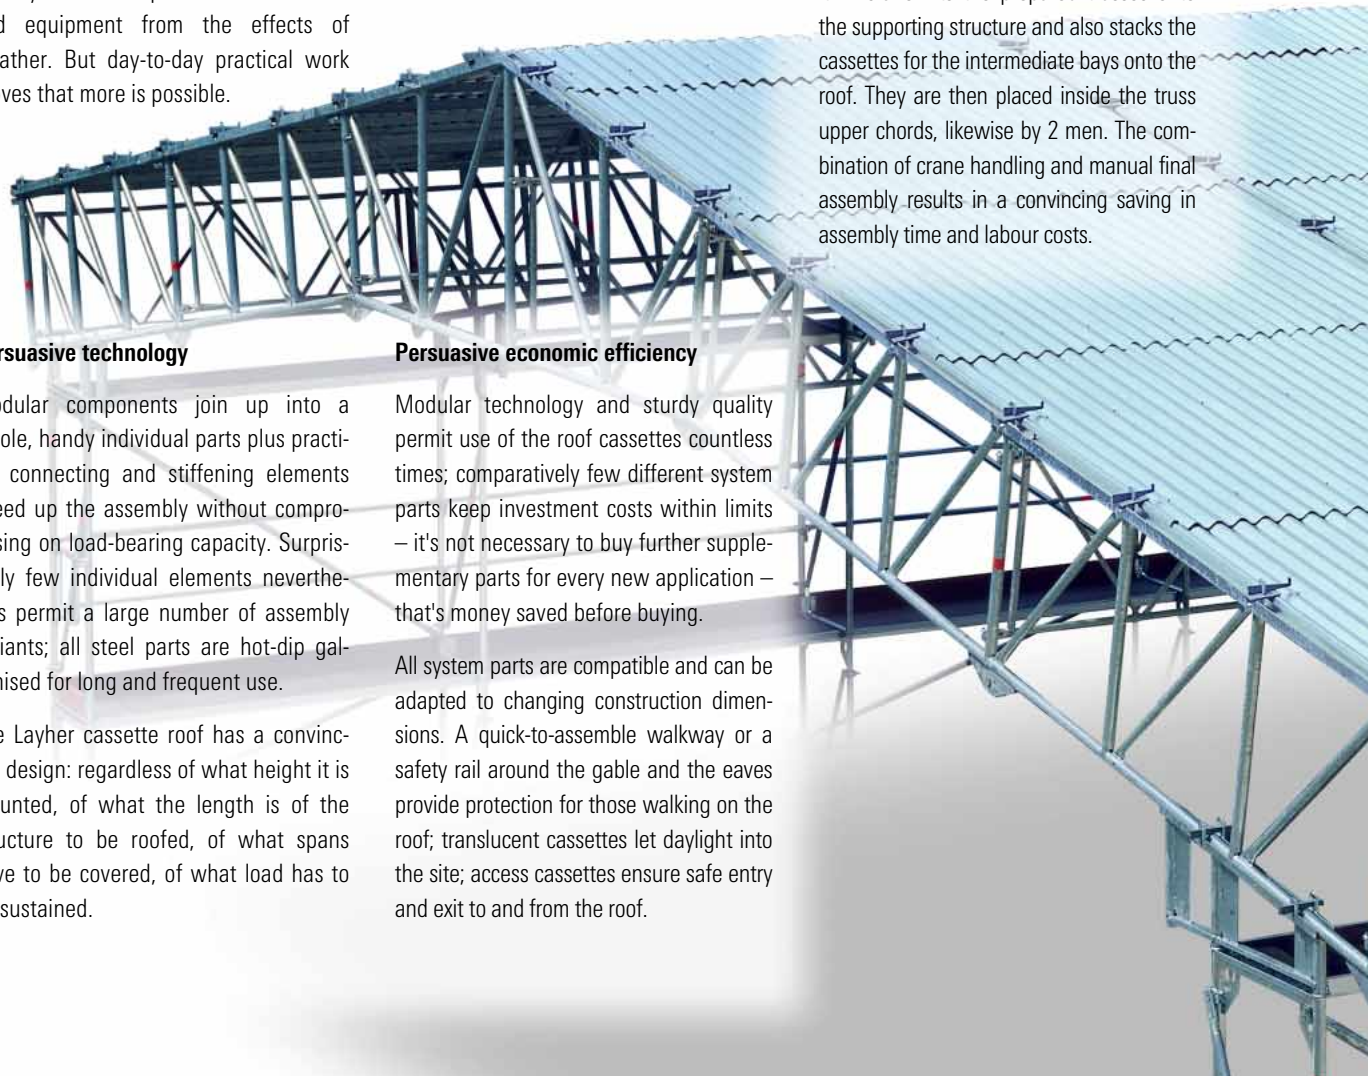 d equipment from the effects of
ather. But day-to-day practical work
ves that more is possible.
rsuasive technology
odular components join up into a
ole, handy individual parts plus practi-
connecting and stiffening elements
eed up the assembly without compro-
sing on load-bearing capacity. Surpris-
ly few individual elements neverthe-
s permit a large number of assembly
iants; all steel parts are hot-dip gal-
nised for long and frequent use.
e Layher cassette roof has a convinc-
design: regardless of what height it is
unted, of what the length is of the
ucture to be roofed, of what spans
ve to be covered, of what load has to
sustained.
Persuasive economic efficiency
Modular technology and sturdy quality
permit use of the roof cassettes countless
times; comparatively few different system
parts keep investment costs within limits
– it's not necessary to buy further supple-
mentary parts for every new application –
that's money saved before buying.
All system parts are compatible and can be
adapted to changing construction dimen-
sions. A quick-to-assemble walkway or a
safety rail around the gable and the eaves
provide protection for those walking on the
roof; translucent cassettes let daylight into
the site; access cassettes ensure safe entry
and exit to and from the roof.
the supporting structure and also stacks the
cassettes for the intermediate bays onto the
roof. They are then placed inside the truss
upper chords, likewise by 2 men. The com-
bination of crane handling and manual final
assembly results in a convincing saving in
assembly time and labour costs.